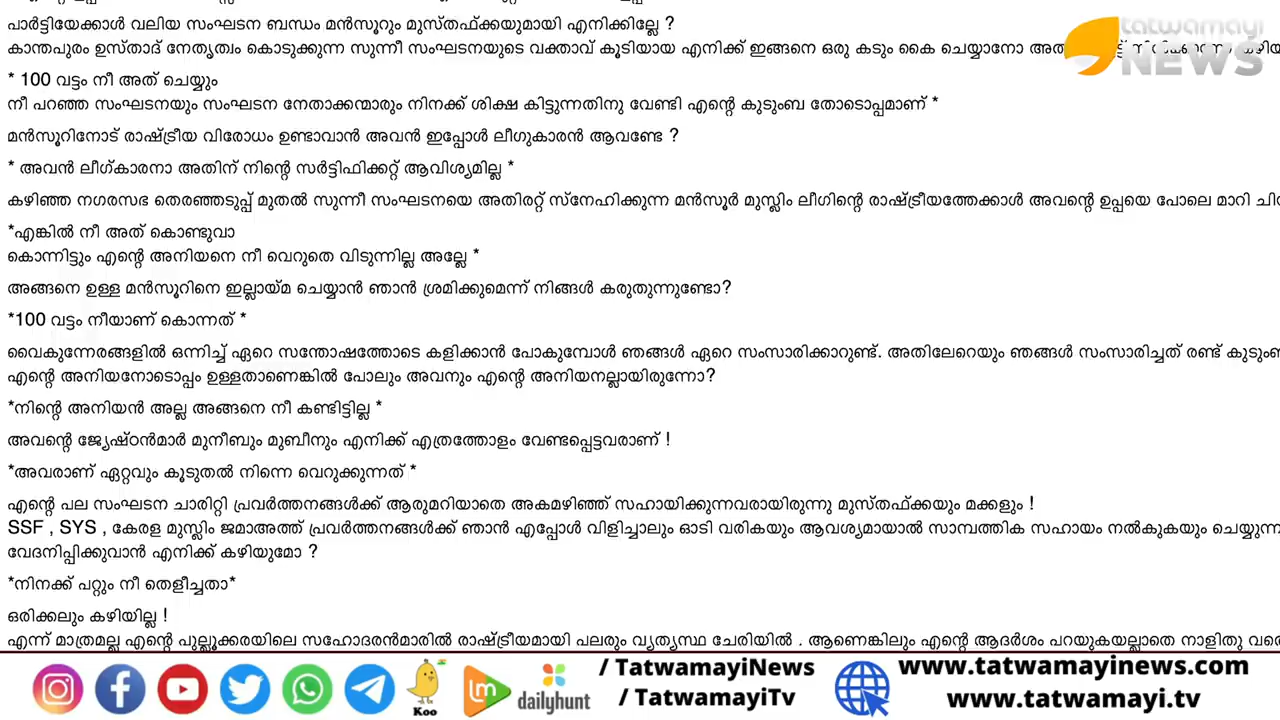 പാർട്ടിയേക്കാൾ വലിയ സംഘടന ബന്ധം മൻസൂറും മുസ്തഫ്ക്കയുമായി എനിക്കില്ലേ ?
കാന്തപുരം ഉസ്താദ് നേതൃത്വം കൊടുക്കുന്ന സുന്നീ സംഘടനയുടെ വക്താവ് കൂടിയായ എനിക്ക് ഇങ്ങനെ ഒരു കടും കൈ ചെയ്യാനോ
tatwamayi
NEWS
* 100 വട്ടം നീ അത് ചെയ്യും
നീ പറഞ്ഞ സംഘടനയും സംഘടന നേതാക്കന്മാരും നിനക്ക് ശിക്ഷ കിട്ടുന്നതിനു വേണ്ടി എന്റെ കുടുംബ തോടൊപ്പമാണ് *
മൻസൂറിനോട് രാഷ്ട്രീയ വിരോധം ഉണ്ടാവാൻ അവൻ ഇപ്പോൾ ലീഗുകാരൻ ആവണ്ടേ ?
* അവൻ ലീഗ്കാരനാ അതിന് നിന്റെ സർട്ടിഫിക്കറ്റ് ആവിശ്യമില്ല *
കഴിഞ്ഞ നഗരസഭ തെരഞ്ഞടുപ്പ് മുതൽ സുന്നീ സംഘടനയെ അതിരറ്റ് സ്നേഹിക്കുന്ന മൻസൂർ മുസ്ലിം ലീഗിന്റെ രാഷ്ട്രീയത്തേക്കാൾ അവന്റെ ഉപ്പയെ പോലെ മാറി
*എങ്കിൽ നീ അത് കൊണ്ടുവാ
കൊന്നിട്ടും എന്റെ അനിയനെ നീ വെറുതെ വിടുന്നില്ല അല്ലേ *
അങ്ങനെ ഉള്ള മൻസൂറിനെ ഇല്ലായ്മ ചെയ്യാൻ ഞാൻ ശ്രമിക്കുമെന്ന് നിങ്ങൾ കരുതുന്നുണ്ടോ?
*100 വട്ടം നീയാണ് കൊന്നത് *
വൈകുന്നേരങ്ങളിൽ ഒന്നിച്ച് ഏറെ സന്തോഷത്തോടെ കളിക്കാൻ പോകുമ്പോൾ ഞങ്ങൾ ഏറെ സംസാരിക്കാറുണ്ട്. അതിലേറെയും ഞങ്ങൾ സംസാരിച്ചത് രണ്ട്
എന്റെ അനിയനോടൊപ്പം ഉള്ളതാണെങ്കിൽ പോലും അവനും എന്റെ അനിയനല്ലായിരുന്നോ?
*നിന്റെ അനിയൻ അല്ല അങ്ങനെ നീ കണ്ടിട്ടില്ല *
അവന്റെ ജ്യേഷ്ഠൻമാർ മുനീബും മുബീനും എനിക്ക് എത്രത്തോളം വേണ്ടപ്പെട്ടവരാണ് !
*അവരാണ് ഏറ്റവും കൂടുതൽ നിന്നെ വെറുക്കുന്നത് *
എന്റെ പല സംഘടന ചാരിറ്റി പ്രവർത്തനങ്ങൾക്ക് ആരുമറിയാതെ അകമഴിഞ്ഞ് സഹായിക്കുന്നവരായിരുന്നു മുസ്തഫ്ക്കയും മക്കളും !
SSF , SYS , കേരള മുസ്ലിം ജമാഅത്ത് പ്രവർത്തനങ്ങൾക്ക് ഞാൻ എപ്പോൾ വിളിച്ചാലും ഓടി വരികയും ആവശ്യമായാൽ സാമ്പത്തിക സഹായം നൽകുകയും
വേദനിപ്പിക്കുവാൻ എനിക്ക് കഴിയുമോ ?
*നിനക്ക് പറ്റും നീ തെളീച്ചതാ*
ഒരിക്കലും കഴിയില്ല !
എന്ന് മാത്രമല്ല എന്റെ പുല്ലൂക്കരയിലെ സഹോദരൻമാരിൽ രാഷ്ട്രീയമായി പലരും വ്യത്യസ്ഥ ചേരിയിൽ . ആണെങ്കിലും എന്റെ ആദർശം പറയുകയല്ലാതെ നാളിതു
Koo
dailyhunt
/ TatwamayiNews
/ TatwamayiTv
www.tatwamayinews.com
www.tatwamayi.tv